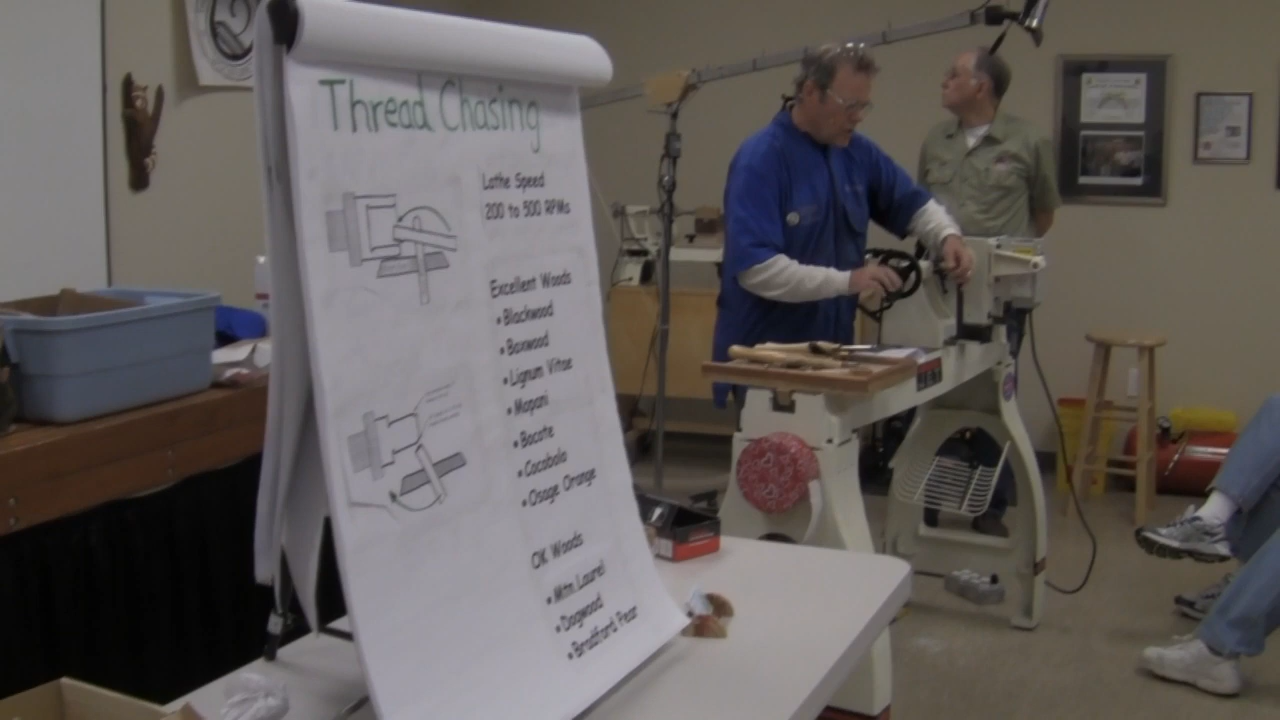 Thread Chasing
Lathe Speed
200 to 500 RPMs
Excellent Woods
• Blackwood
• Boxwood
• Lignum Vitae
• Mopani
• Bocote
• Cocobolo
• Osage Orange
OK Woods
• Mtn Laurel
• Dogwood
• Bradford Pear
JET